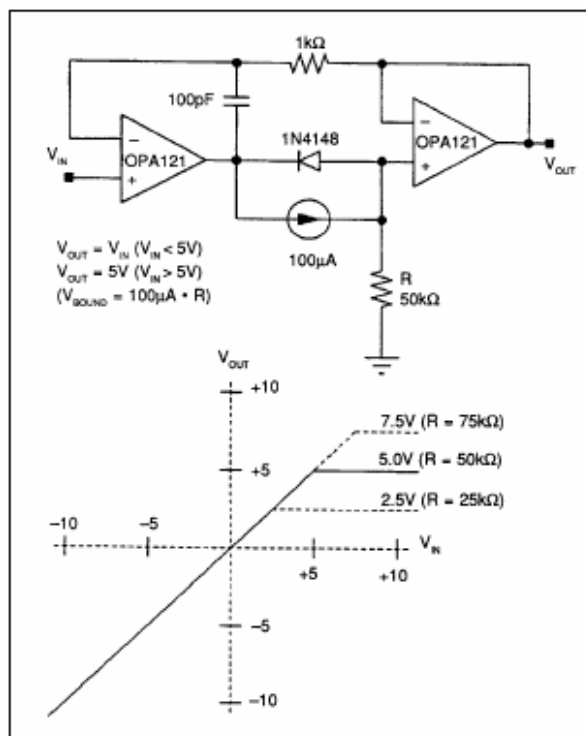 1kΩ
100pF
1N4148
–
OPA121
+
V_IN
–
OPA121
+
V_OUT
100µA
V_OUT = V_IN (V_IN < 5V)
V_OUT = 5V (V_IN > 5V)
(V_BOUND = 100µA • R)
R
50kΩ
V_OUT
+10
7.5V (R = 75kΩ)
+5
5.0V (R = 50kΩ)
2.5V (R = 25kΩ)
–10
–5
V_IN
+5
+10
–5
–10